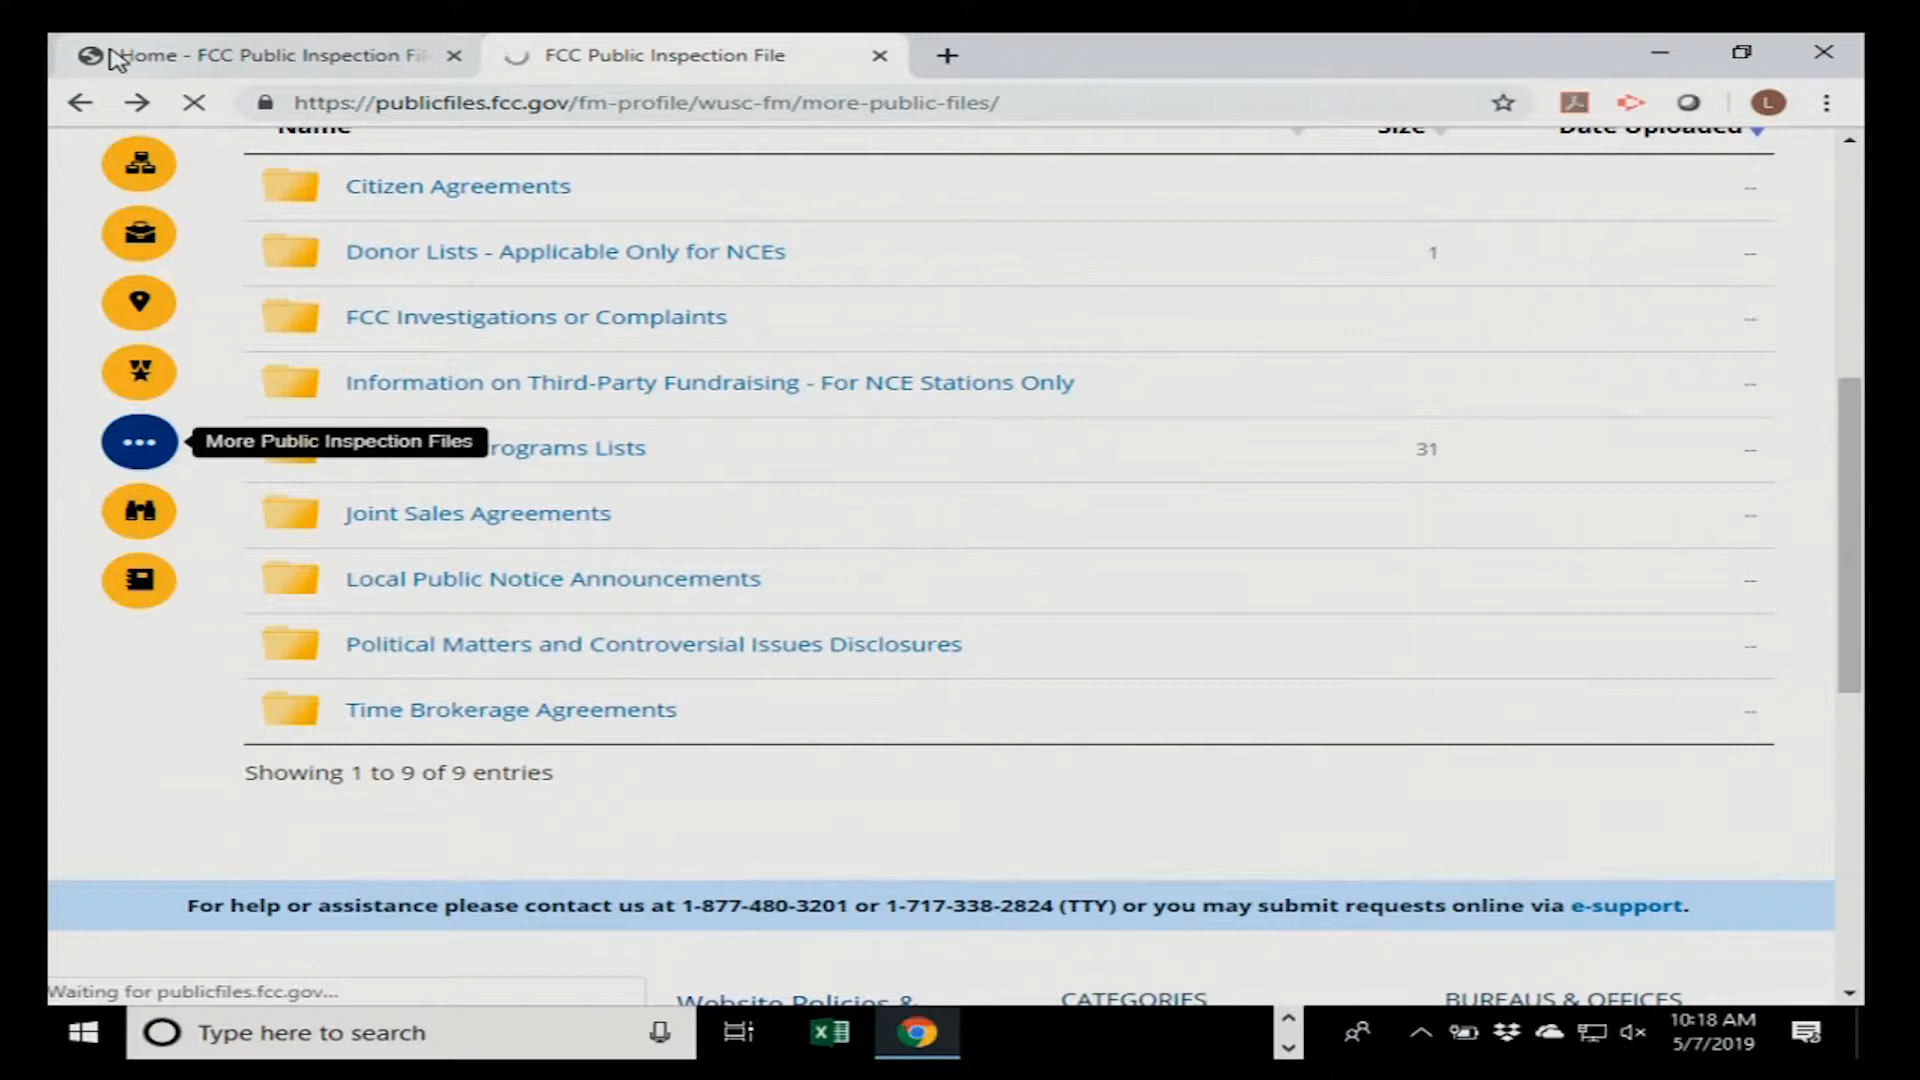 Home - FCC Public Inspection Fil
FCC Public Inspection File
https://publicfiles.fcc.gov/fm-profile/wusc-fm/more-public-files/
L
Name Size Date Uploaded
Citizen Agreements --
Donor Lists - Applicable Only for NCEs 1 --
FCC Investigations or Complaints --
Information on Third-Party Fundraising - For NCE Stations Only --
More Public Inspection Files
rograms Lists 31 --
Joint Sales Agreements --
Local Public Notice Announcements --
Political Matters and Controversial Issues Disclosures --
Time Brokerage Agreements --
Showing 1 to 9 of 9 entries
For help or assistance please contact us at 1-877-480-3201 or 1-717-338-2824 (TTY) or you may submit requests online via e-support.
Waiting for publicfiles.fcc.gov...
Website Policies &
CATEGORIES
BUREAUS & OFFICES
Type here to search
10:18 AM
5/7/2019